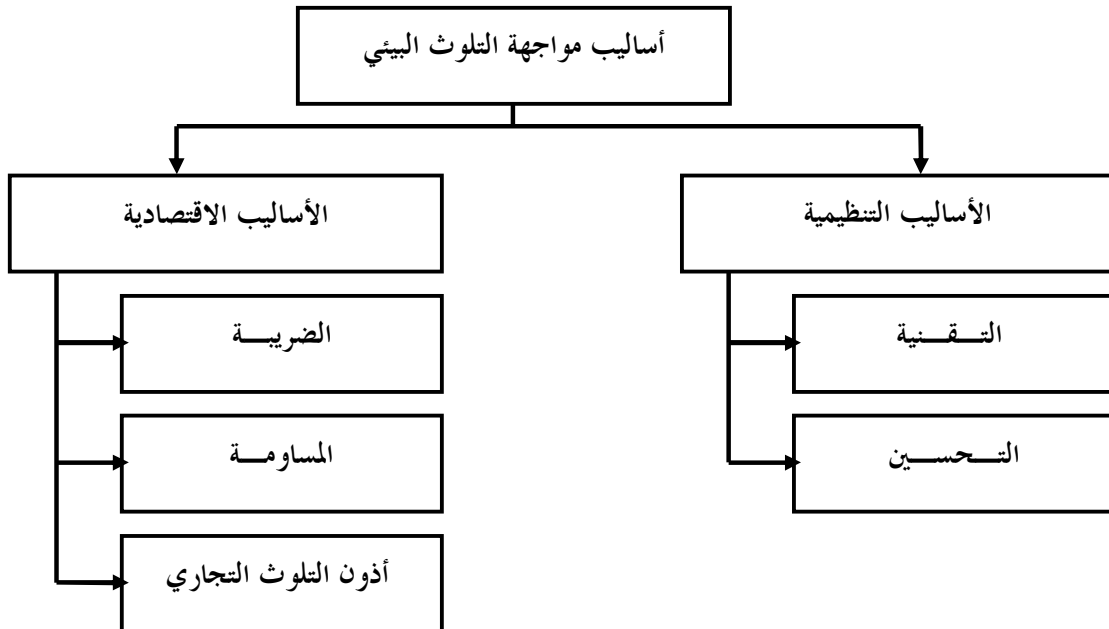 أساليب مواجهة التلوث البيئي
الأساليب التنظيمية
التـــقـــنية
التـــحســـين
الأساليب الاقتصادية
الضريبـــة
المساومـــة
أذون التلوث التجاري